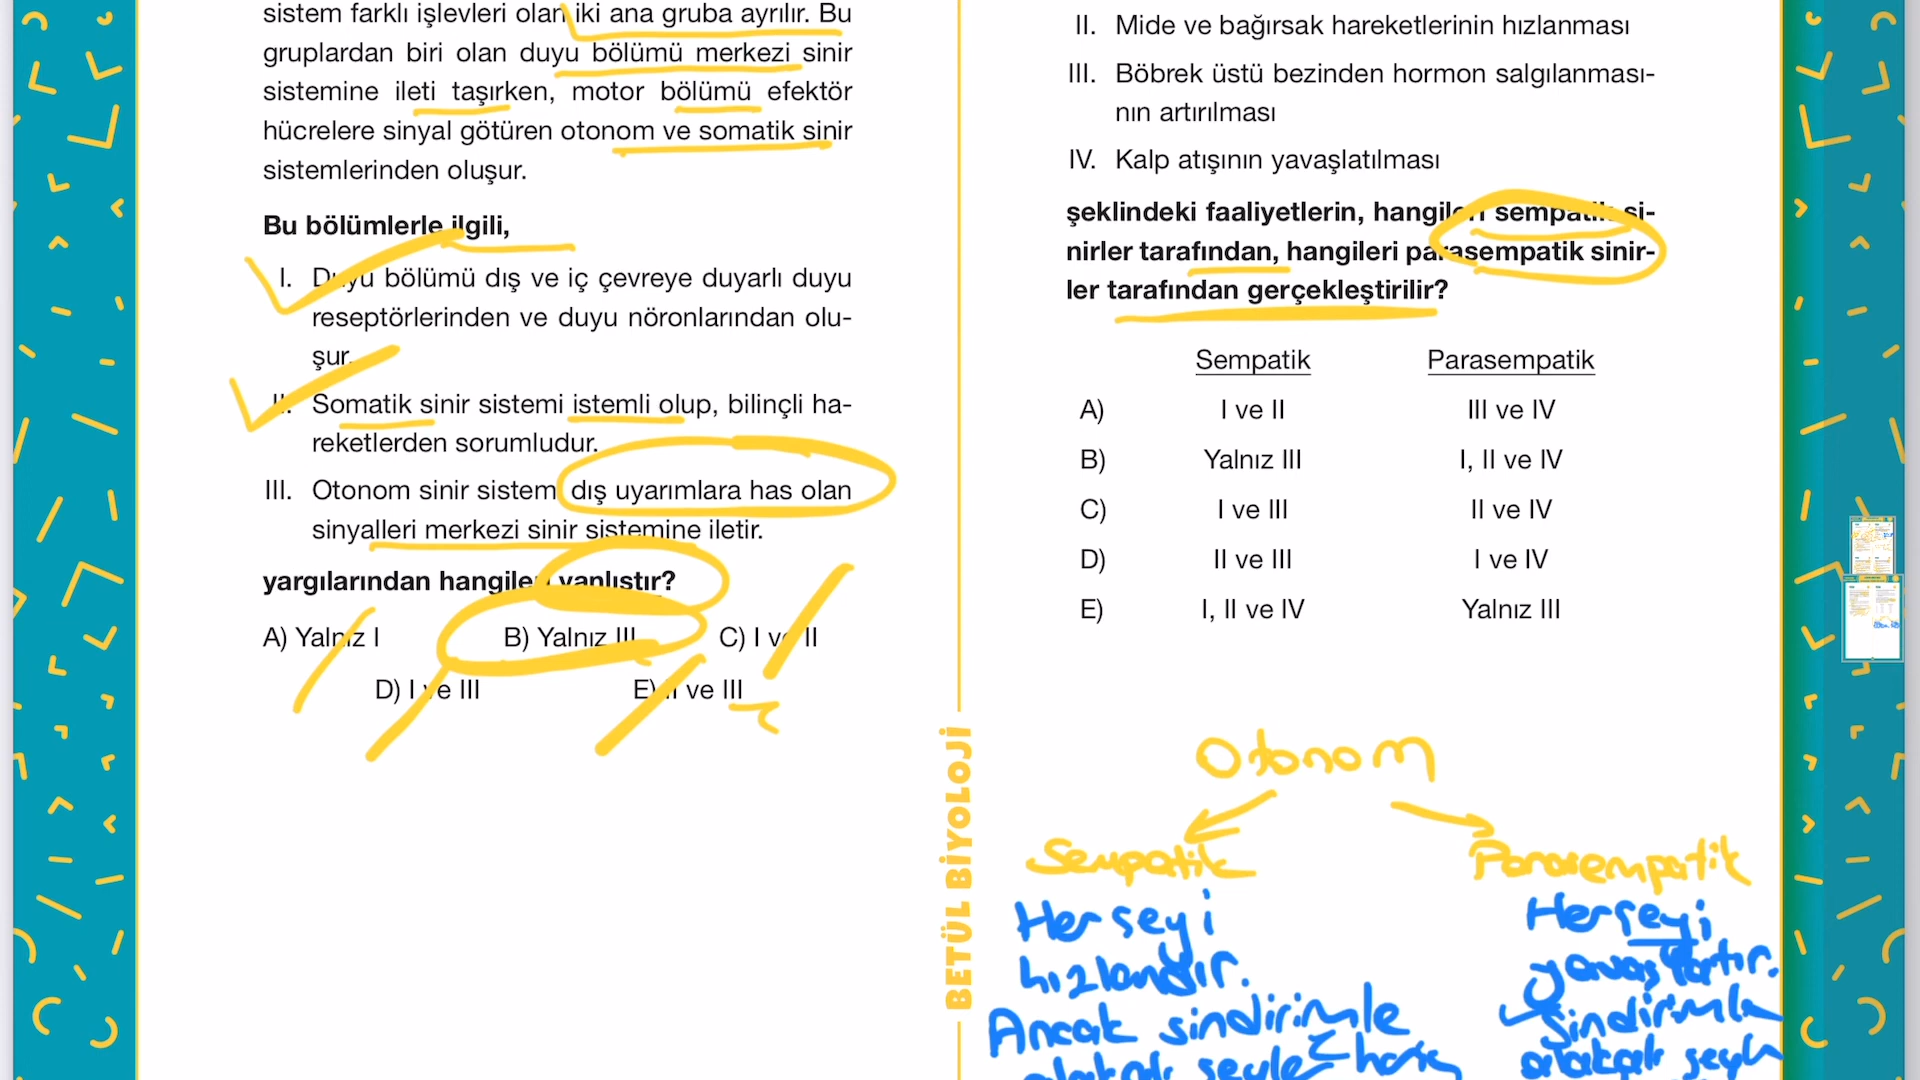 sistem farklı işlevleri olan iki ana gruba ayrılır. Bu
gruplardan biri olan duyu bölümü merkezi sinir
sistemine ileti taşırken, motor bölümü efektör
hücrelere sinyal götüren otonom ve somatik sinir
sistemlerinden oluşur.
Bu bölümlerle ilgili,
I. Duyu bölümü dış ve iç çevreye duyarlı duyu
reseptörlerinden ve duyu nöronlarından olu-
şur.
II. Somatik sinir sistemi istemli olup, bilinçli ha-
reketlerden sorumludur.
III. Otonom sinir sistemi dış uyarımlara has olan
sinyalleri merkezi sinir sistemine iletir.
yargılarından hangileri yanlıştır?
A) Yalnız I B) Yalnız III C) I ve II
D) I ve III E) II ve III
BETÜL BİYOLOJİ
II. Mide ve bağırsak hareketlerinin hızlanması
III. Böbrek üstü bezinden hormon salgılanması-
nın artırılması
IV. Kalp atışının yavaşlatılması
şeklindeki faaliyetlerin, hangileri sempatik si-
nirler tarafından, hangileri parasempatik sinir-
ler tarafından gerçekleştirilir?
Sempatik Parasempatik
A) I ve II III ve IV
B) Yalnız III I, II ve IV
C) I ve III II ve IV
D) II ve III I ve IV
E) I, II ve IV Yalnız III
Otonom
Sempatik
Her şeyi
hızlandır.
Ancak sindirimle
Parasempatik
Herşeyi
yavaşlatır.
Sindirimle
alakalı